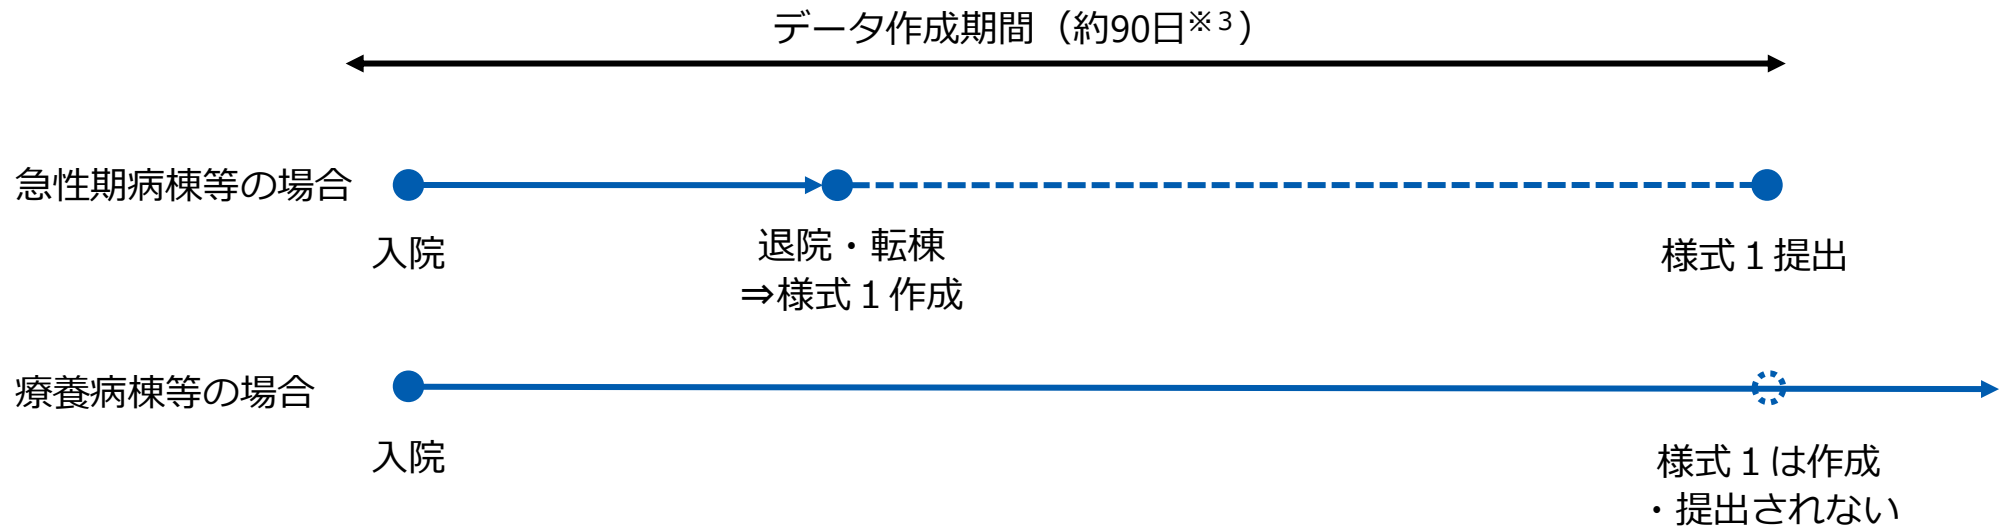 データ作成期間（約90日※3）
急性期病棟等の場合
入院
退院・転棟
⇒様式１作成
様式１提出
療養病棟等の場合
入院
様式１は作成
・提出されない